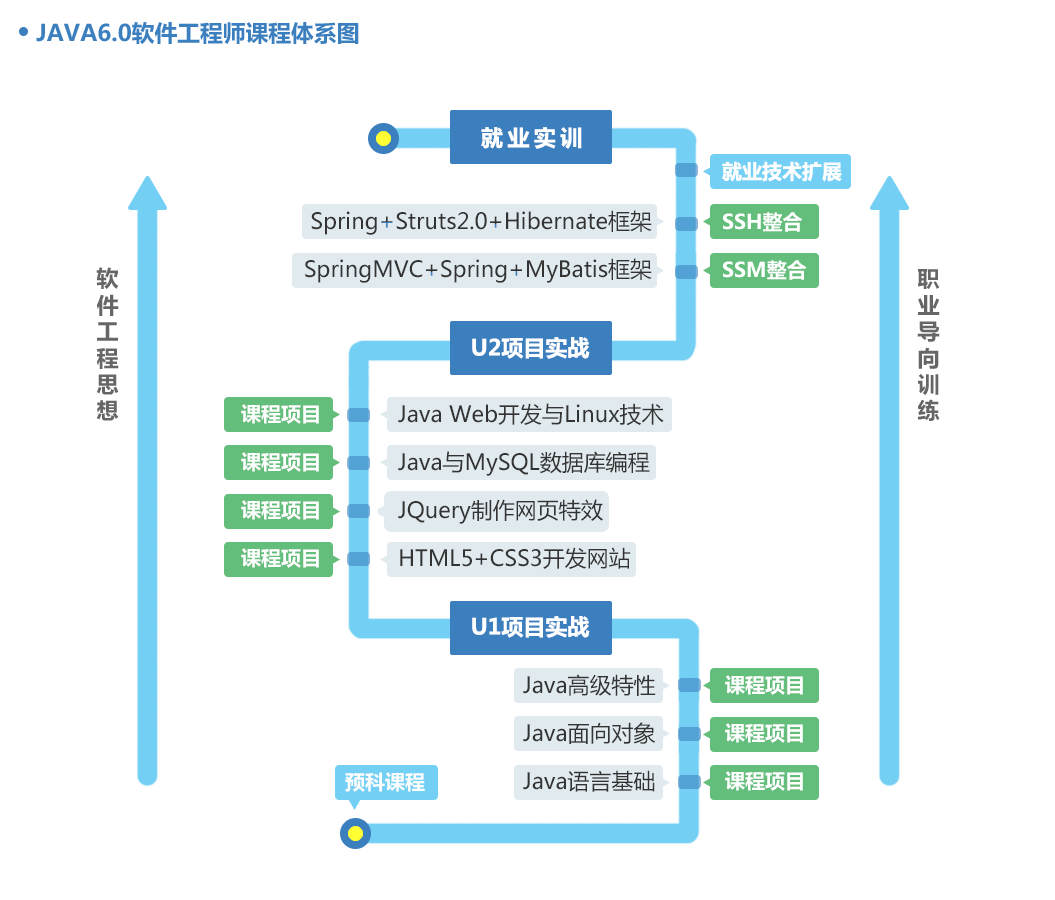 • JAVA6.0软件工程师课程体系图
就业实训
就业技术扩展
Spring+Struts2.0+Hibernate框架
SSH整合
SpringMVC+Spring+MyBatis框架
SSM整合
软件工程思想
职业导向训练
U2项目实战
课程项目
Java Web开发与Linux技术
课程项目
Java与MySQL数据库编程
课程项目
JQuery制作网页特效
课程项目
HTML5+CSS3开发网站
U1项目实战
Java高级特性
课程项目
Java面向对象
课程项目
Java语言基础
课程项目
预科课程